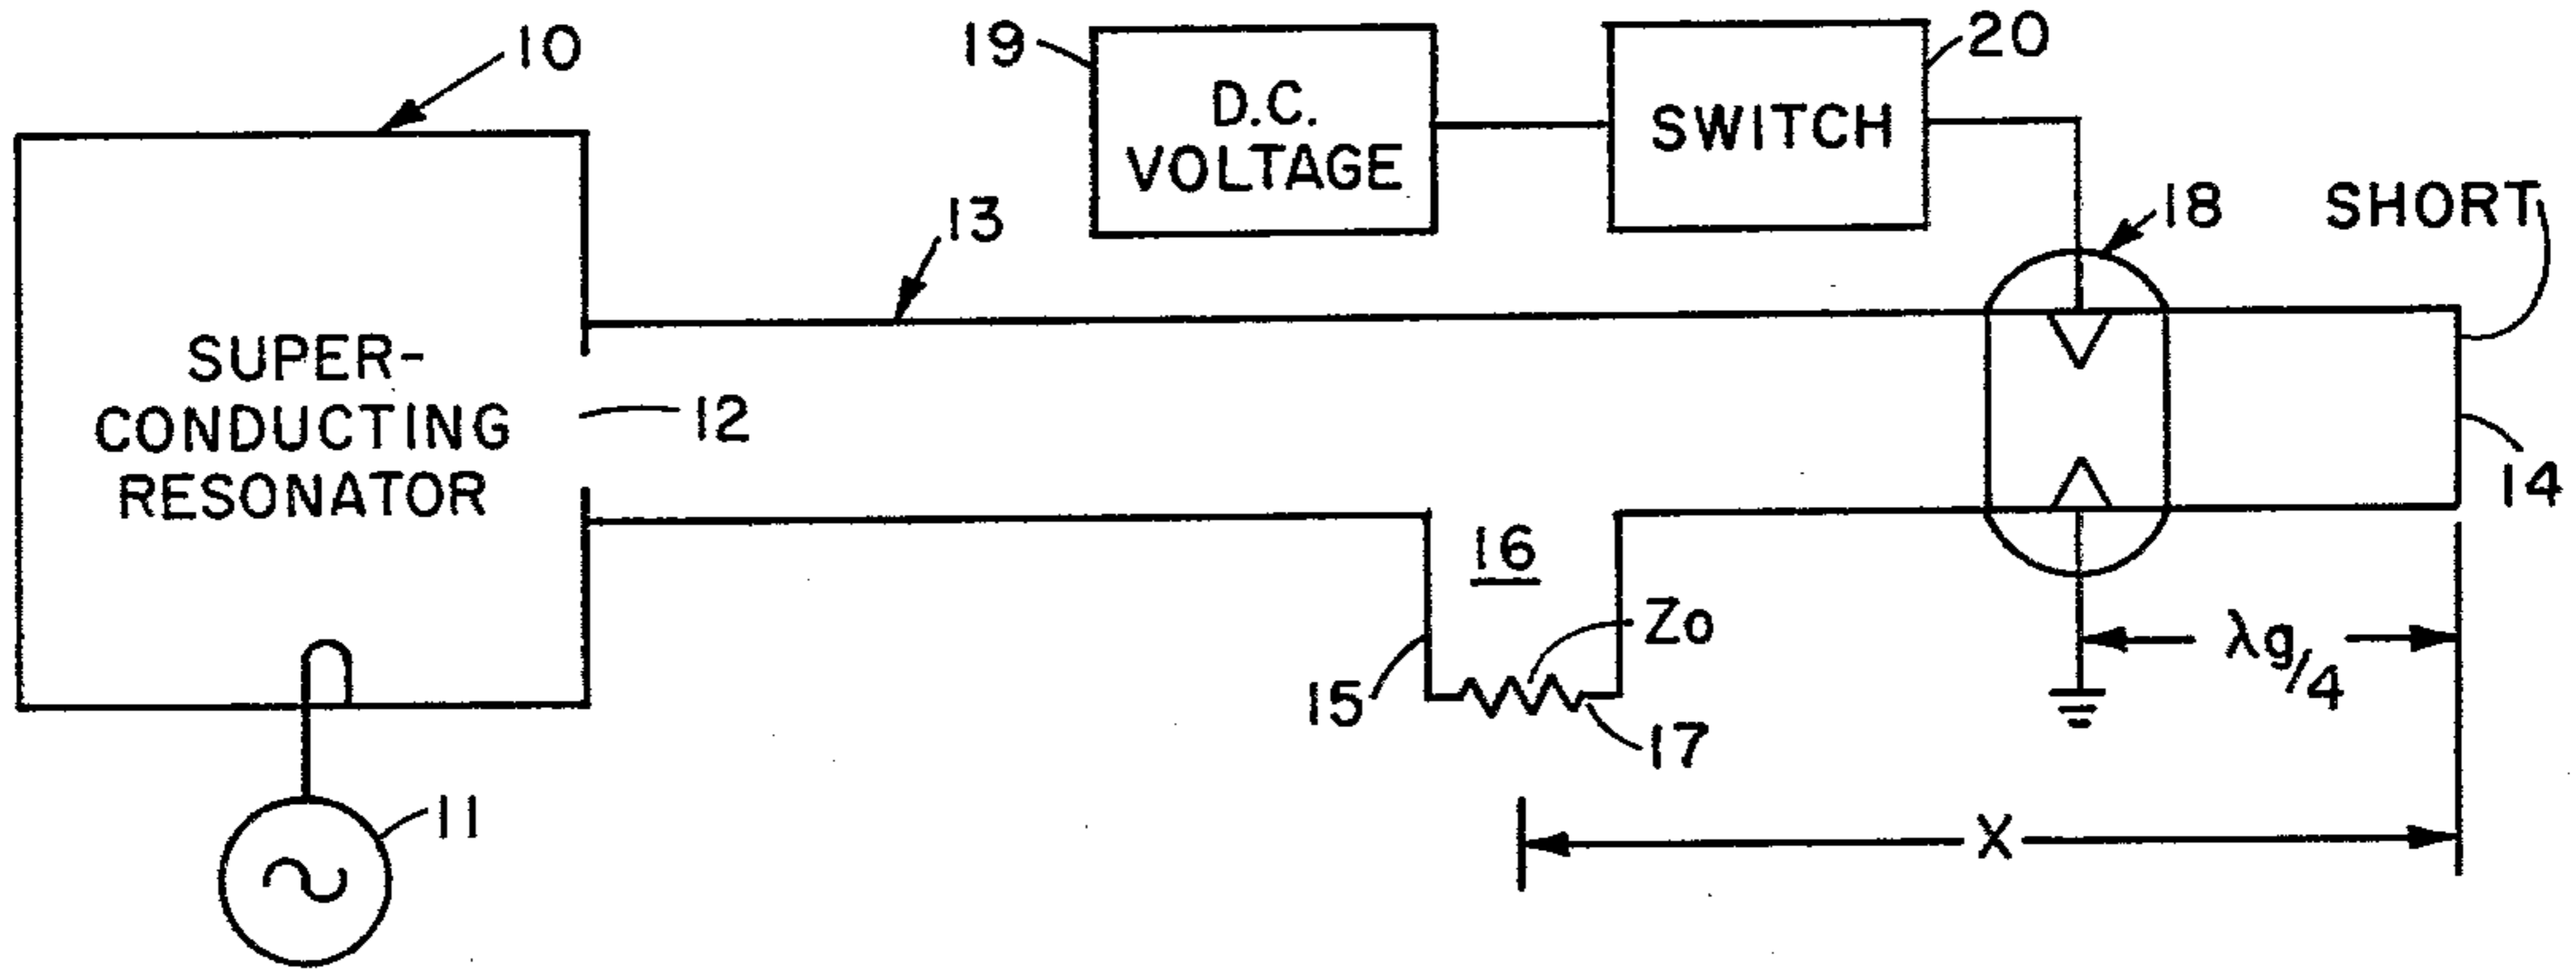 10
19
D.C.
VOLTAGE
20
SWITCH
13
18
SHORT
SUPER-
CONDUCTING
RESONATOR
12
14
16
Zo
15
17
λg/4
X
11